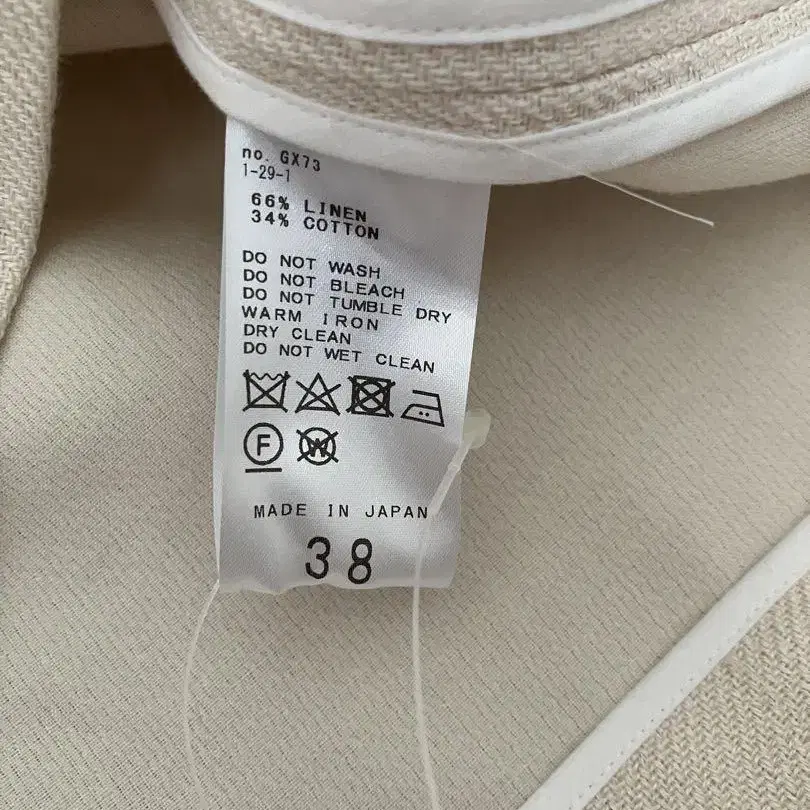 no. GX73
1-29-1
66% LINEN
34% COTTON
DO NOT WASH
DO NOT BLEACH
DO NOT TUMBLE DRY
WARM IRON
DRY CLEAN
DO NOT WET CLEAN
F W
MADE IN JAPAN
38